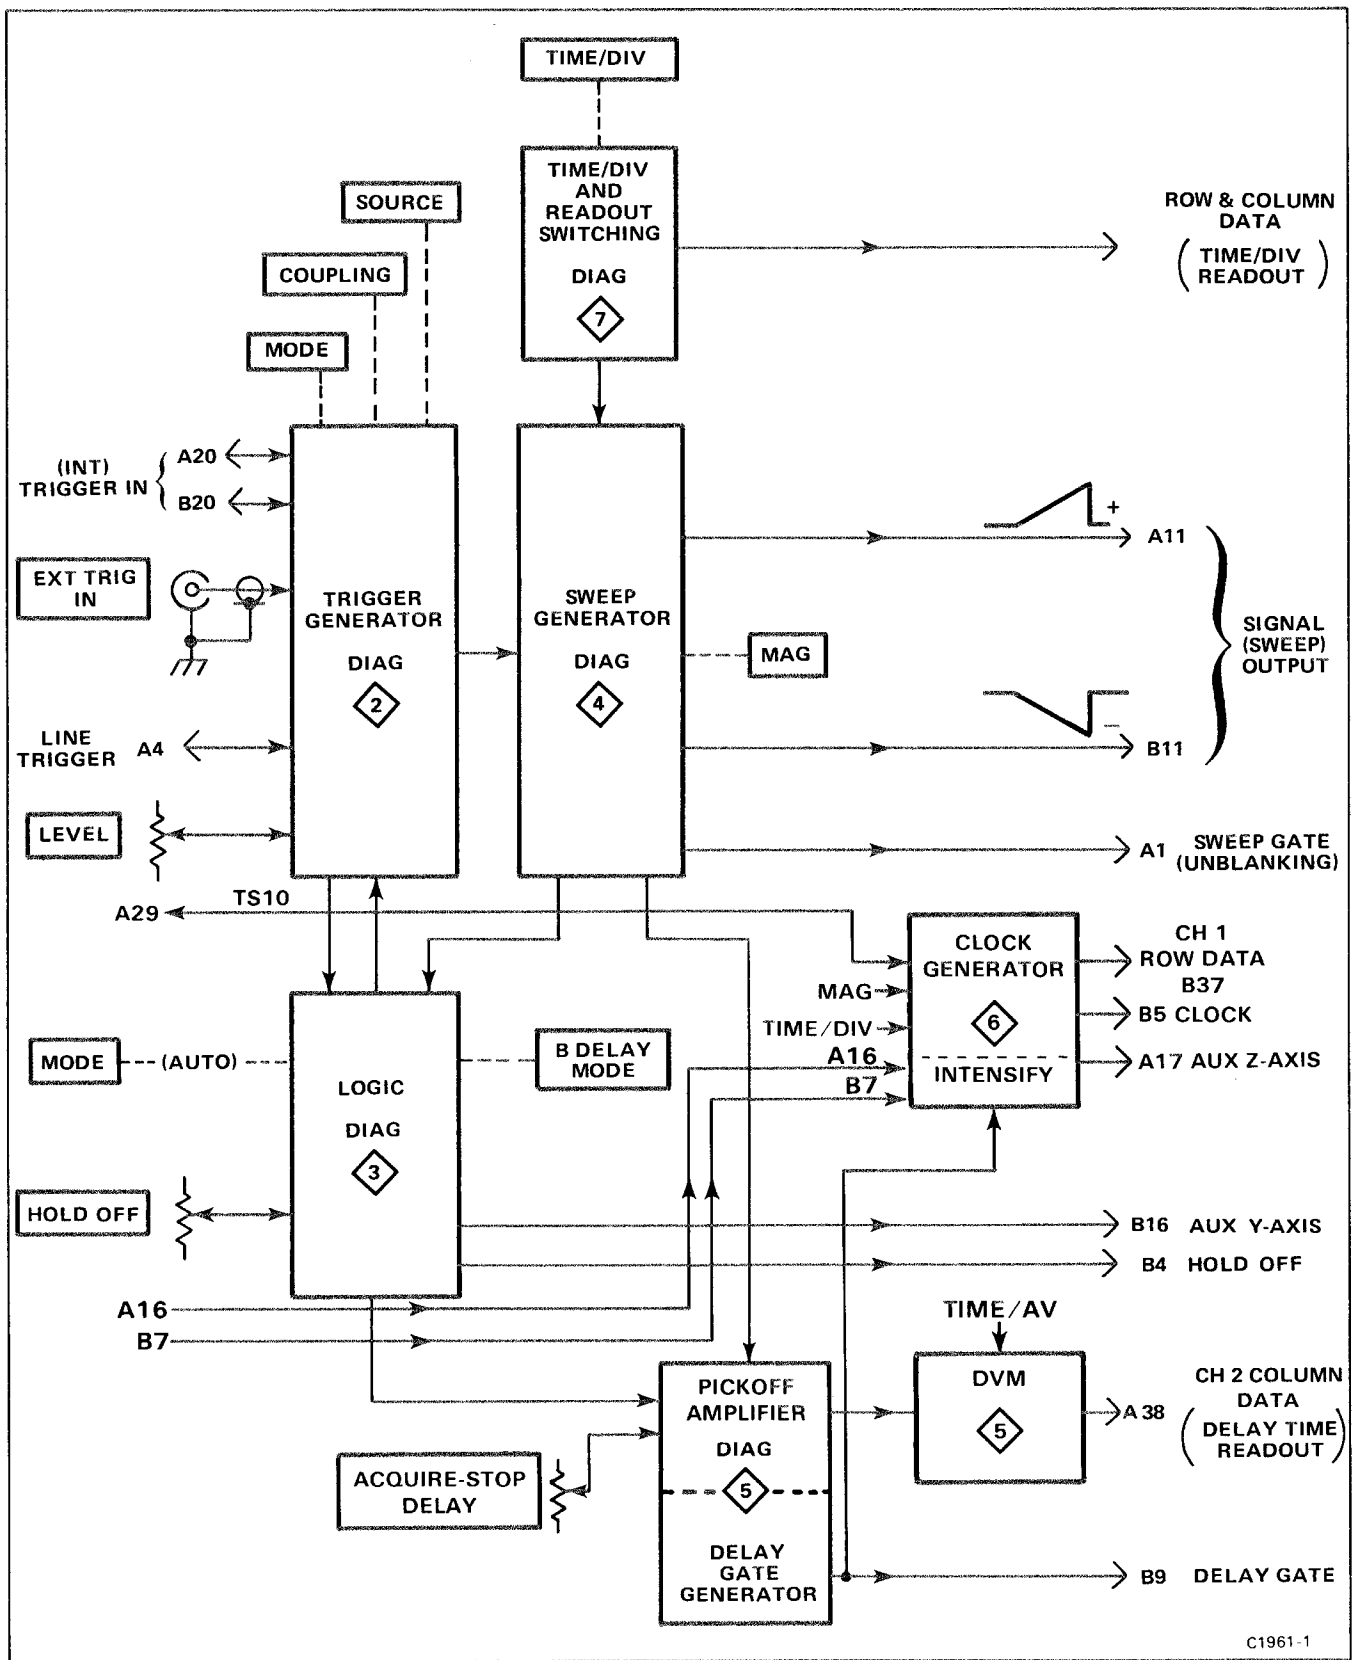 TIME/DIV
TIME/DIV
AND
READOUT
SWITCHING
DIAG
7
ROW & COLUMN
DATA
(TIME/DIV
READOUT)
SOURCE
COUPLING
MODE
(INT)
TRIGGER IN
A20
B20
EXT TRIG
IN
LINE
TRIGGER
A4
LEVEL
TRIGGER
GENERATOR
DIAG
2
SWEEP
GENERATOR
DIAG
4
MAG
+
A11
−
B11
SIGNAL
(SWEEP)
OUTPUT
A1 SWEEP GATE
(UNBLANKING)
A29
TS10
CLOCK
GENERATOR
6
INTENSIFY
MAG
TIME/DIV
A16
B7
CH 1
ROW DATA
B37
B5 CLOCK
A17 AUX Z-AXIS
MODE
(AUTO)
LOGIC
DIAG
3
B DELAY
MODE
HOLD OFF
B16 AUX Y-AXIS
B4 HOLD OFF
A16
B7
TIME/AV
PICKOFF
AMPLIFIER
DIAG
5
DELAY
GATE
GENERATOR
DVM
5
A 38
CH 2 COLUMN
DATA
(DELAY TIME
READOUT)
ACQUIRE-STOP
DELAY
B9 DELAY GATE
C1961-1